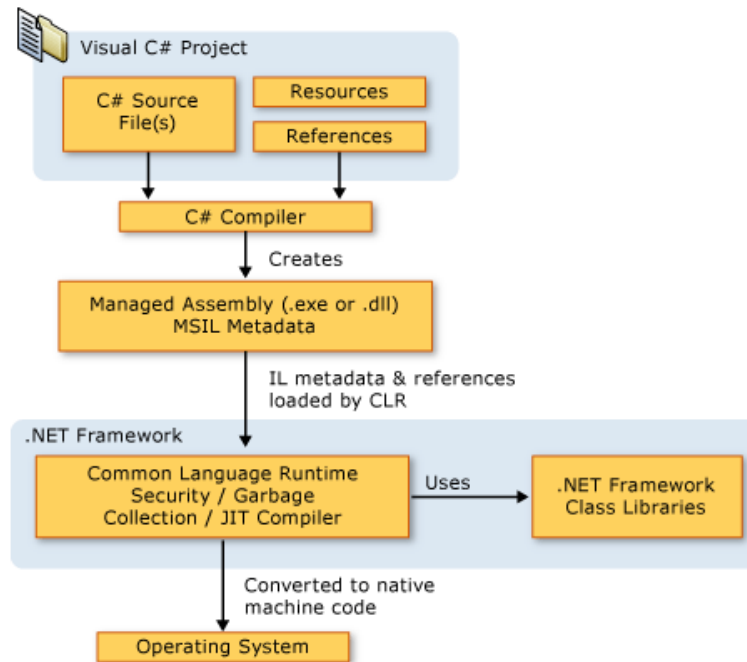 Visual C# Project
C# Source
File(s)
Resources
References
C# Compiler
Creates
Managed Assembly (.exe or .dll)
MSIL Metadata
IL metadata & references
loaded by CLR
.NET Framework
Common Language Runtime
Security / Garbage
Collection / JIT Compiler
Uses
.NET Framework
Class Libraries
Converted to native
machine code
Operating System